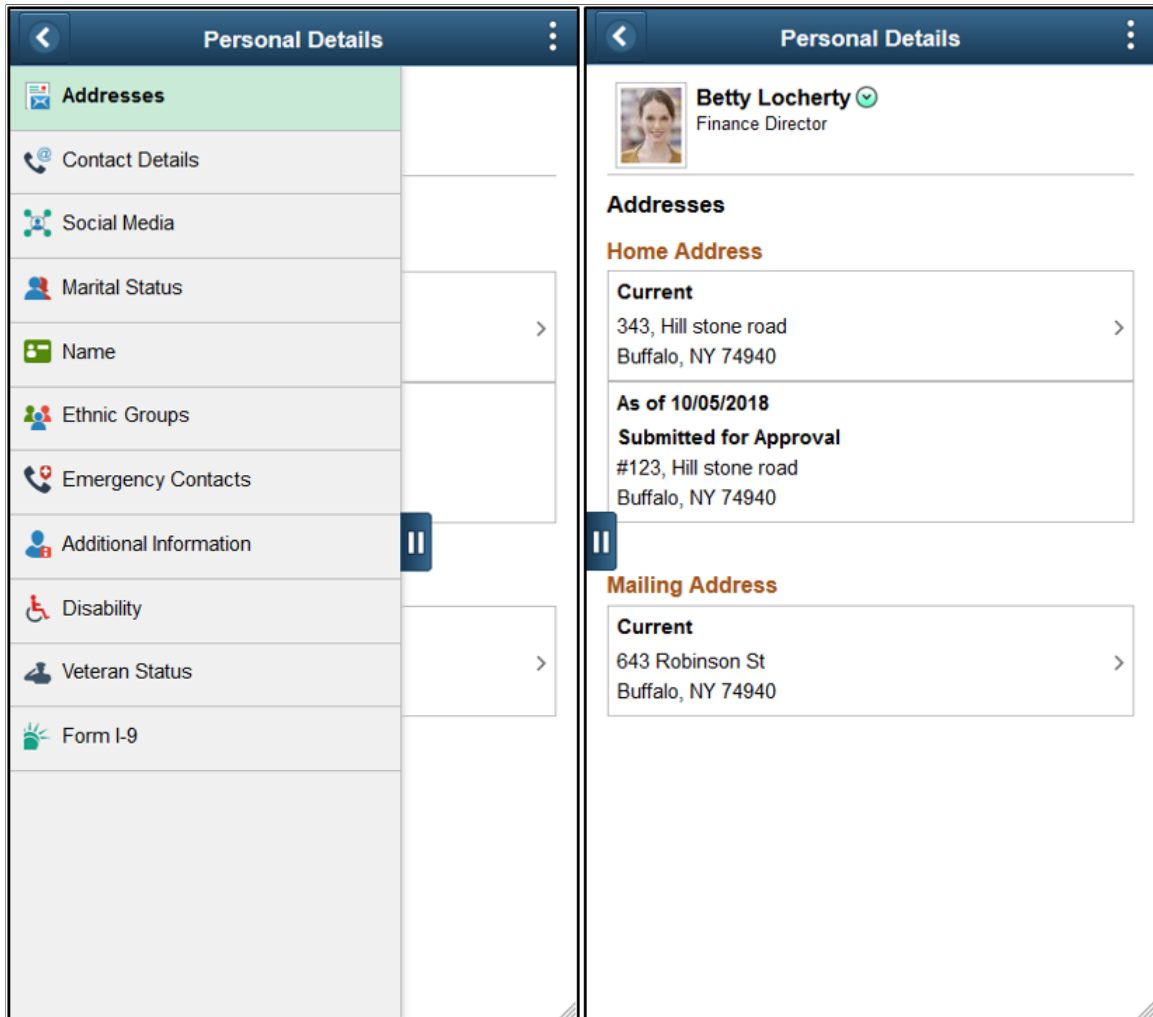 Personal Details
Addresses
Contact Details
Social Media
Marital Status
Name
Ethnic Groups
Emergency Contacts
Additional Information
Disability
Veteran Status
Form I-9
Personal Details
Betty Locherty
Finance Director
Addresses
Home Address
Current
343, Hill stone road
Buffalo, NY 74940
As of 10/05/2018
Submitted for Approval
#123, Hill stone road
Buffalo, NY 74940
Mailing Address
Current
643 Robinson St
Buffalo, NY 74940